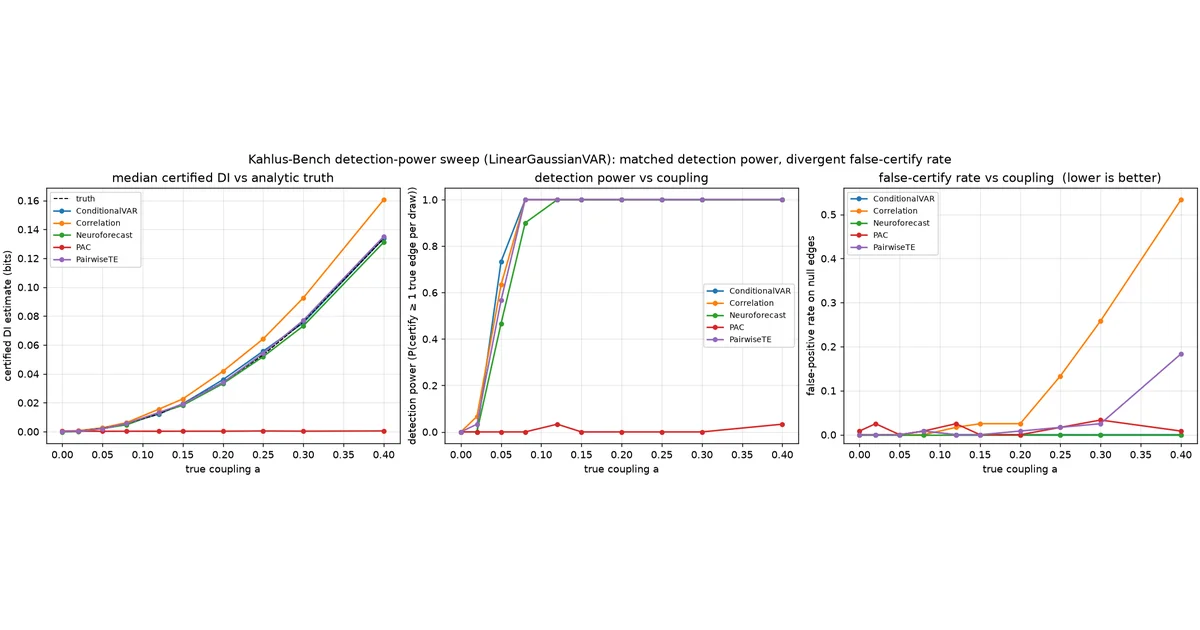 Kahlus-Bench detection-power sweep (LinearGaussianVAR): matched detection power, divergent false-certify rate
median certified DI vs analytic truth
certified DI estimate (bits)
0.16
0.14
0.12
0.10
0.08
0.06
0.04
0.02
0.00
truth
ConditionalVAR
Correlation
Neuroforecast
PAC
PairwiseTE
0.00 0.05 0.10 0.15 0.20 0.25 0.30 0.35 0.40
true coupling a
detection power vs coupling
detection power (P(certify ≥ 1 true edge per draw))
1.0
0.8
0.6
0.4
0.2
0.0
ConditionalVAR
Correlation
Neuroforecast
PAC
PairwiseTE
0.00 0.05 0.10 0.15 0.20 0.25 0.30 0.35 0.40
true coupling a
false-certify rate vs coupling (lower is better)
false-positive rate on null edges
0.5
0.4
0.3
0.2
0.1
0.0
ConditionalVAR
Correlation
Neuroforecast
PAC
PairwiseTE
0.00 0.05 0.10 0.15 0.20 0.25 0.30 0.35 0.40
true coupling a